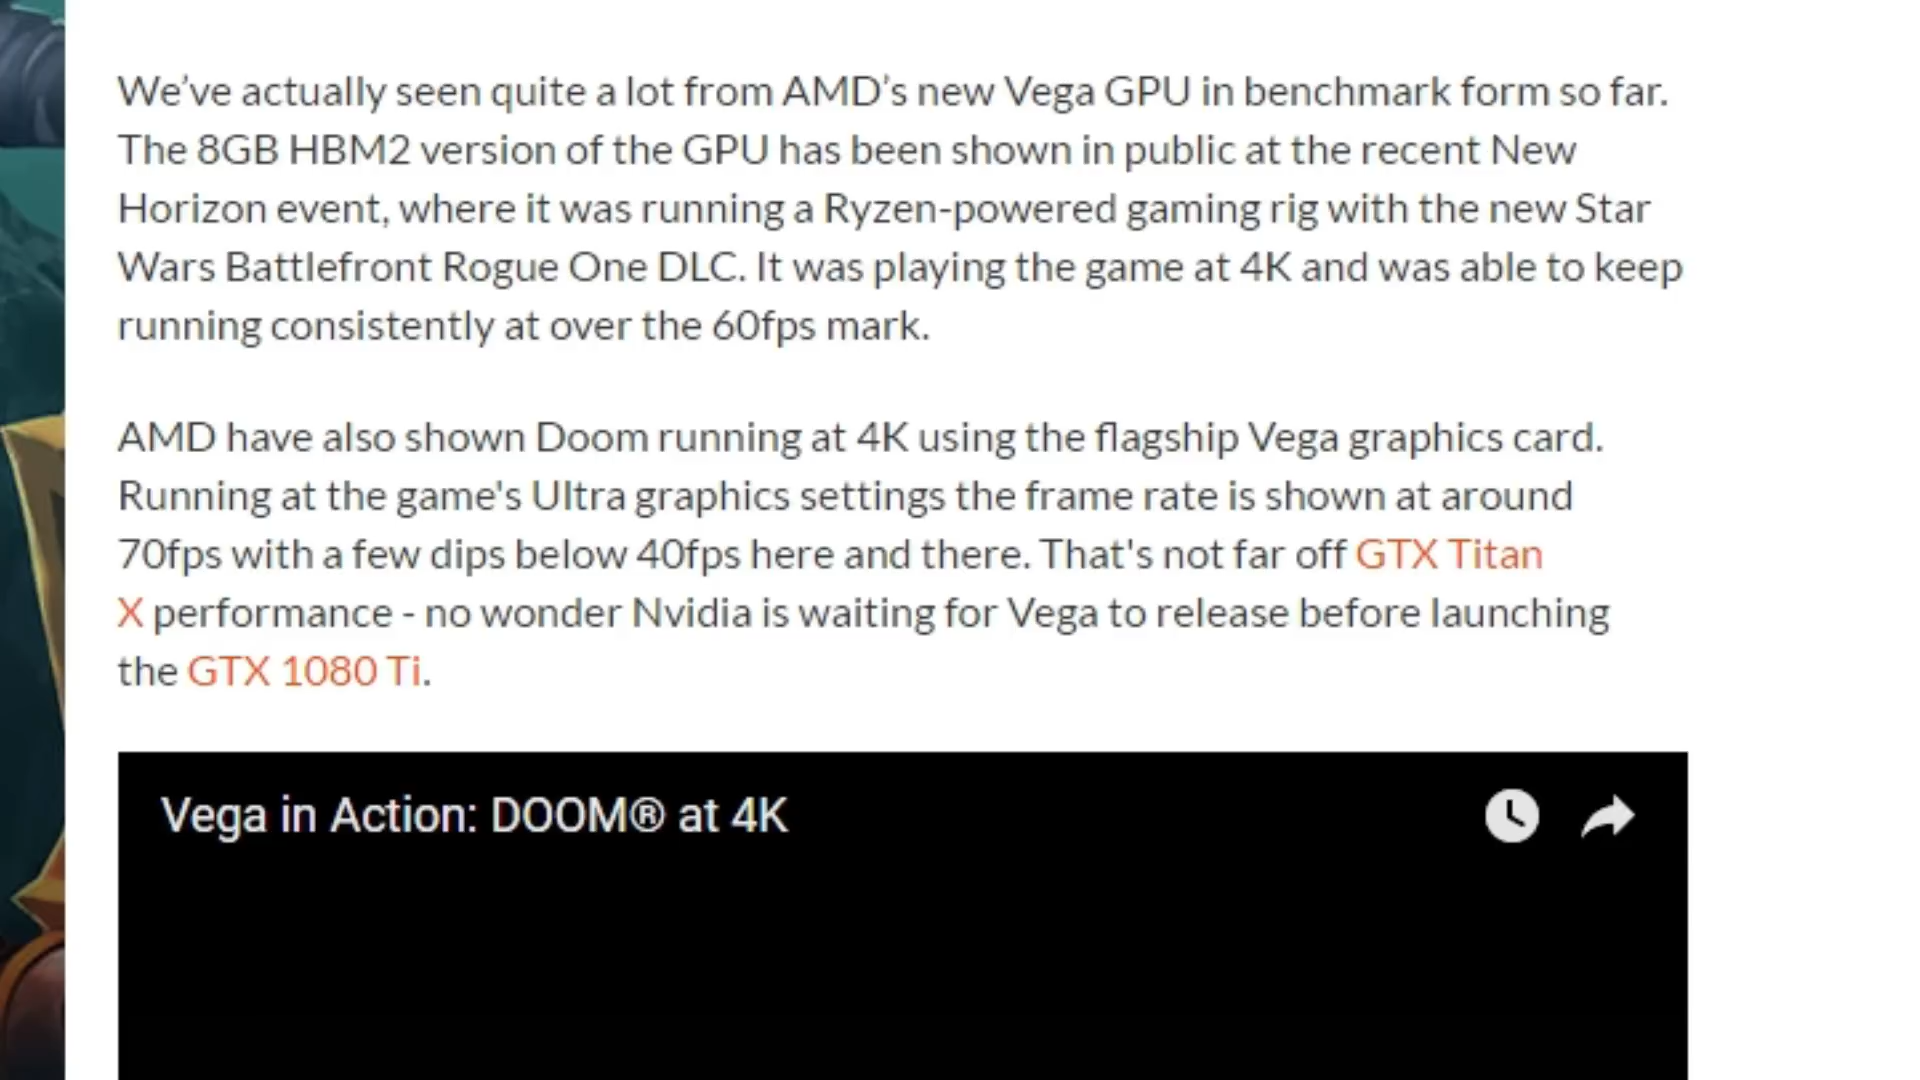 We’ve actually seen quite a lot from AMD’s new Vega GPU in benchmark form so far.
The 8GB HBM2 version of the GPU has been shown in public at the recent New
Horizon event, where it was running a Ryzen-powered gaming rig with the new Star
Wars Battlefront Rogue One DLC. It was playing the game at 4K and was able to keep
running consistently at over the 60fps mark.
AMD have also shown Doom running at 4K using the flagship Vega graphics card.
Running at the game's Ultra graphics settings the frame rate is shown at around
70fps with a few dips below 40fps here and there. That's not far off GTX Titan
X performance - no wonder Nvidia is waiting for Vega to release before launching
the GTX 1080 Ti.
Vega in Action: DOOM® at 4K